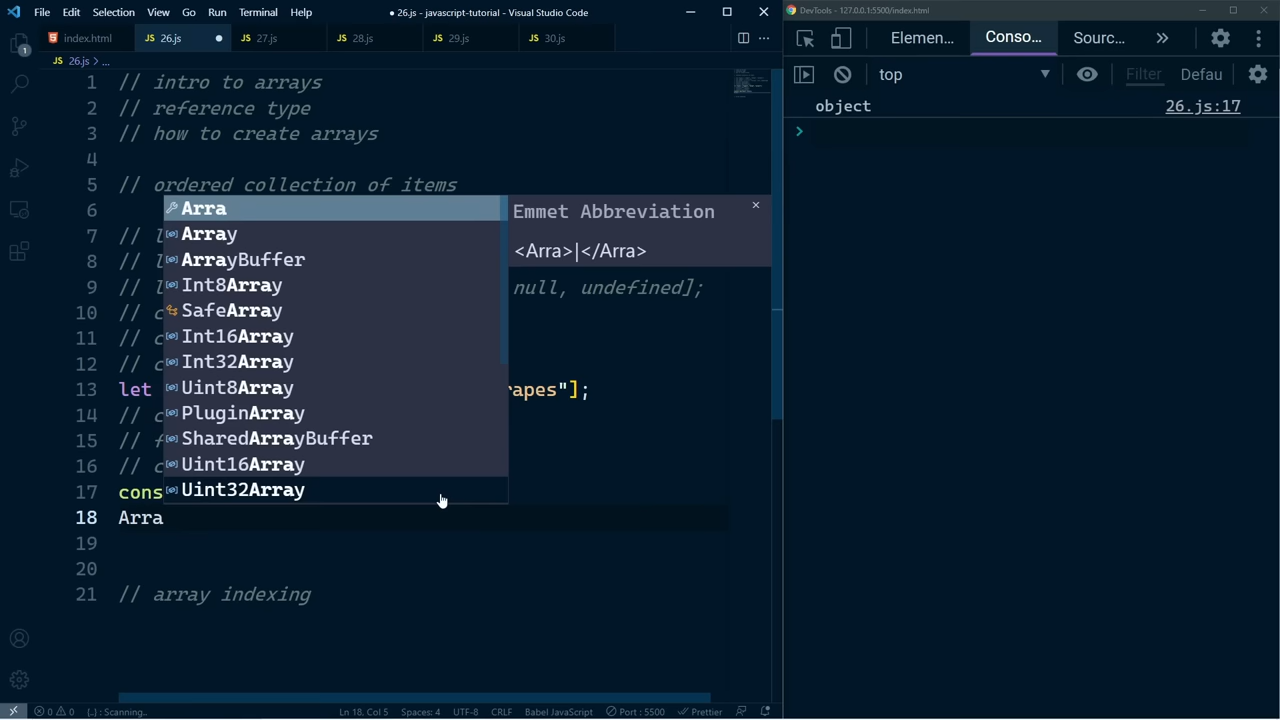 File Edit Selection View Go Run Terminal Help
● 26.js - javascript-tutorial - Visual Studio Code
DevTools - 127.0.0.1:5500/index.html
index.html
JS 26.js
JS 27.js
JS 28.js
JS 29.js
JS 30.js
Elemen... Conso... Sourc...
JS 26.js > ...
top
Filter
Defau
1 // intro to arrays
2 // reference type
3 // how to create arrays
4
5 // ordered collection of items
6
7 // l
8 // l
9 // l null, undefined];
10 // c
11 // c
12 // c
13 let rapes"];
14 // c
15 // f
16 // c
17 cons
18 Arra
19
20
21 // array indexing
Arra
Array
ArrayBuffer
Int8Array
SafeArray
Int16Array
Int32Array
Uint8Array
PluginArray
SharedArrayBuffer
Uint16Array
Uint32Array
Emmet Abbreviation
<Arra>|</Arra>
object 26.js:17
1
0 0 {..} : Scanning.. Ln 18, Col 5 Spaces: 4 UTF-8 CRLF Babel JavaScript Port : 5500 Prettier